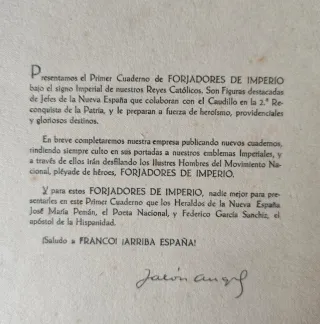 Presentamos el Primer Cuaderno de FORJADORES DE IMPERIO
bajo el signo Imperial de nuestros Reyes Católicos. Son Figuras destacadas
de Jefes de la Nueva España que colaboran con el Caudillo en la 2.ª Re-
conquista de la Patria, y le preparan a fuerza de heroísmo, providenciales
y gloriosos destinos.
En breve completaremos nuestra empresa publicando nuevos cuadernos,
rindiendo siempre culto en sus portadas a nuestros emblemas Imperiales, y
a través de ellos irán desfilando los Ilustres Hombres del Movimiento Na-
cional, pléyade de héroes, FORJADORES DE IMPERIO.
Y para estos FORJADORES DE IMPERIO, nadie mejor para pre-
sentarles en este Primer Cuaderno que los Heraldos de la Nueva España
José María Pemán, el Poeta Nacional, y Federico García Sanchiz, el
apóstol de la Hispanidad.
¡Saludo a FRANCO! ¡ARRIBA ESPAÑA!
Jalón Angel